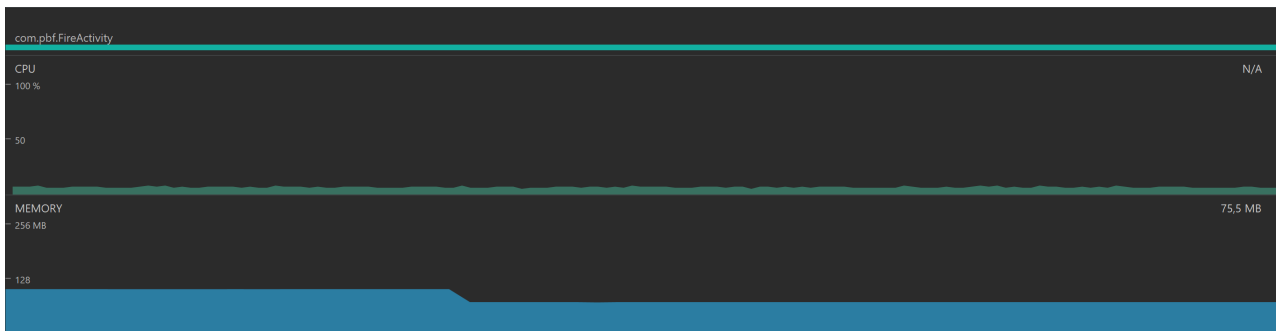 com.pbf.FireActivity
CPU N/A
100 %
50
MEMORY 75,5 MB
256 MB
128